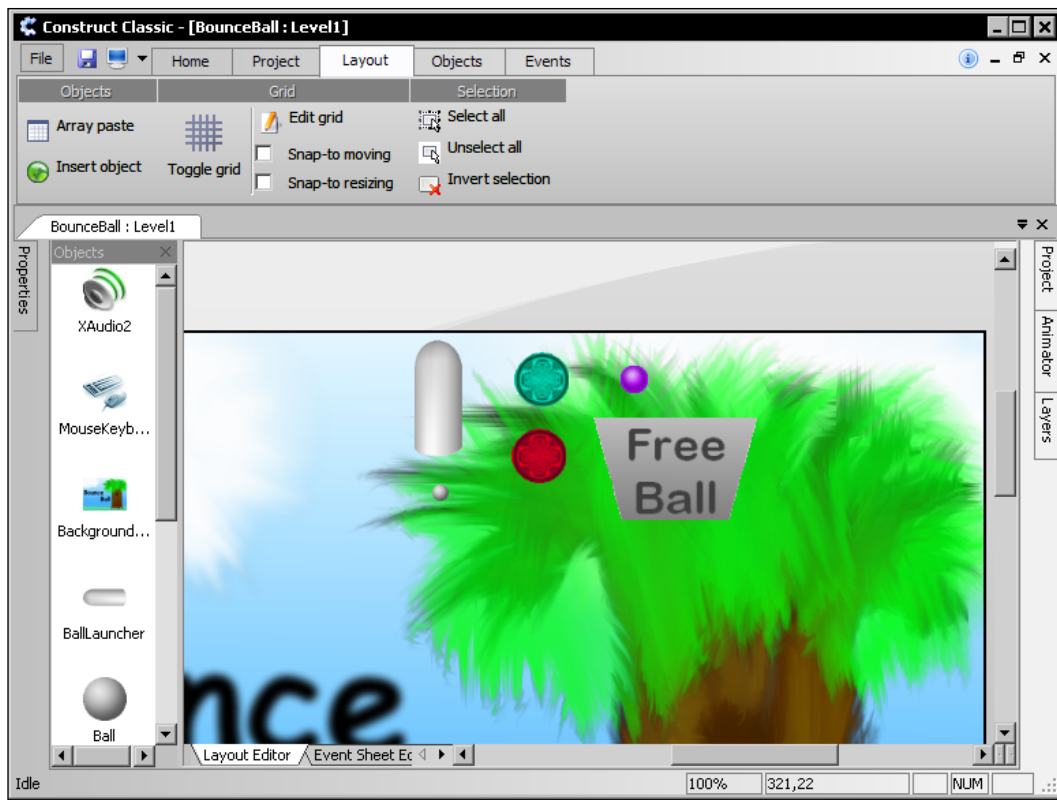 Construct Classic - [BounceBall : Level1]
File Home Project Layout Objects Events
Objects Grid Selection
Array paste
Insert object
Toggle grid
Edit grid
Snap-to moving
Snap-to resizing
Select all
Unselect all
Invert selection
BounceBall : Level1
Properties
Objects
XAudio2
MouseKeyb...
Background...
BallLauncher
Ball
Free
Ball
nce
Project
Animator
Layers
Layout Editor Event Sheet Ec
Idle 100% 321,22 NUM